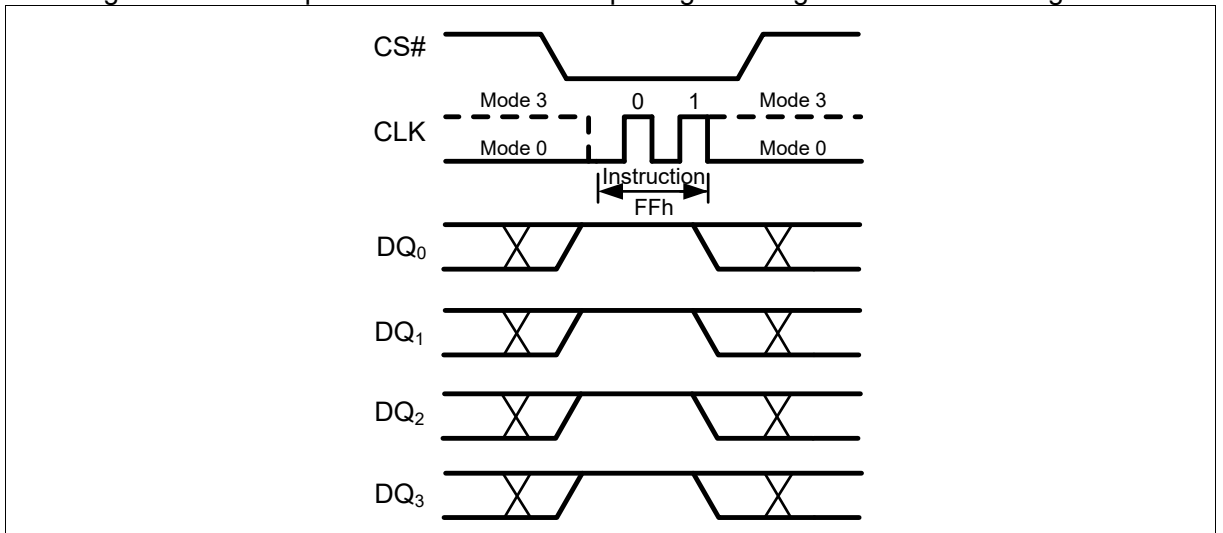 CS#
Mode 3 0 1 Mode 3
CLK
Mode 0 Mode 0
Instruction
FFh
DQ0
DQ1
DQ2
DQ3